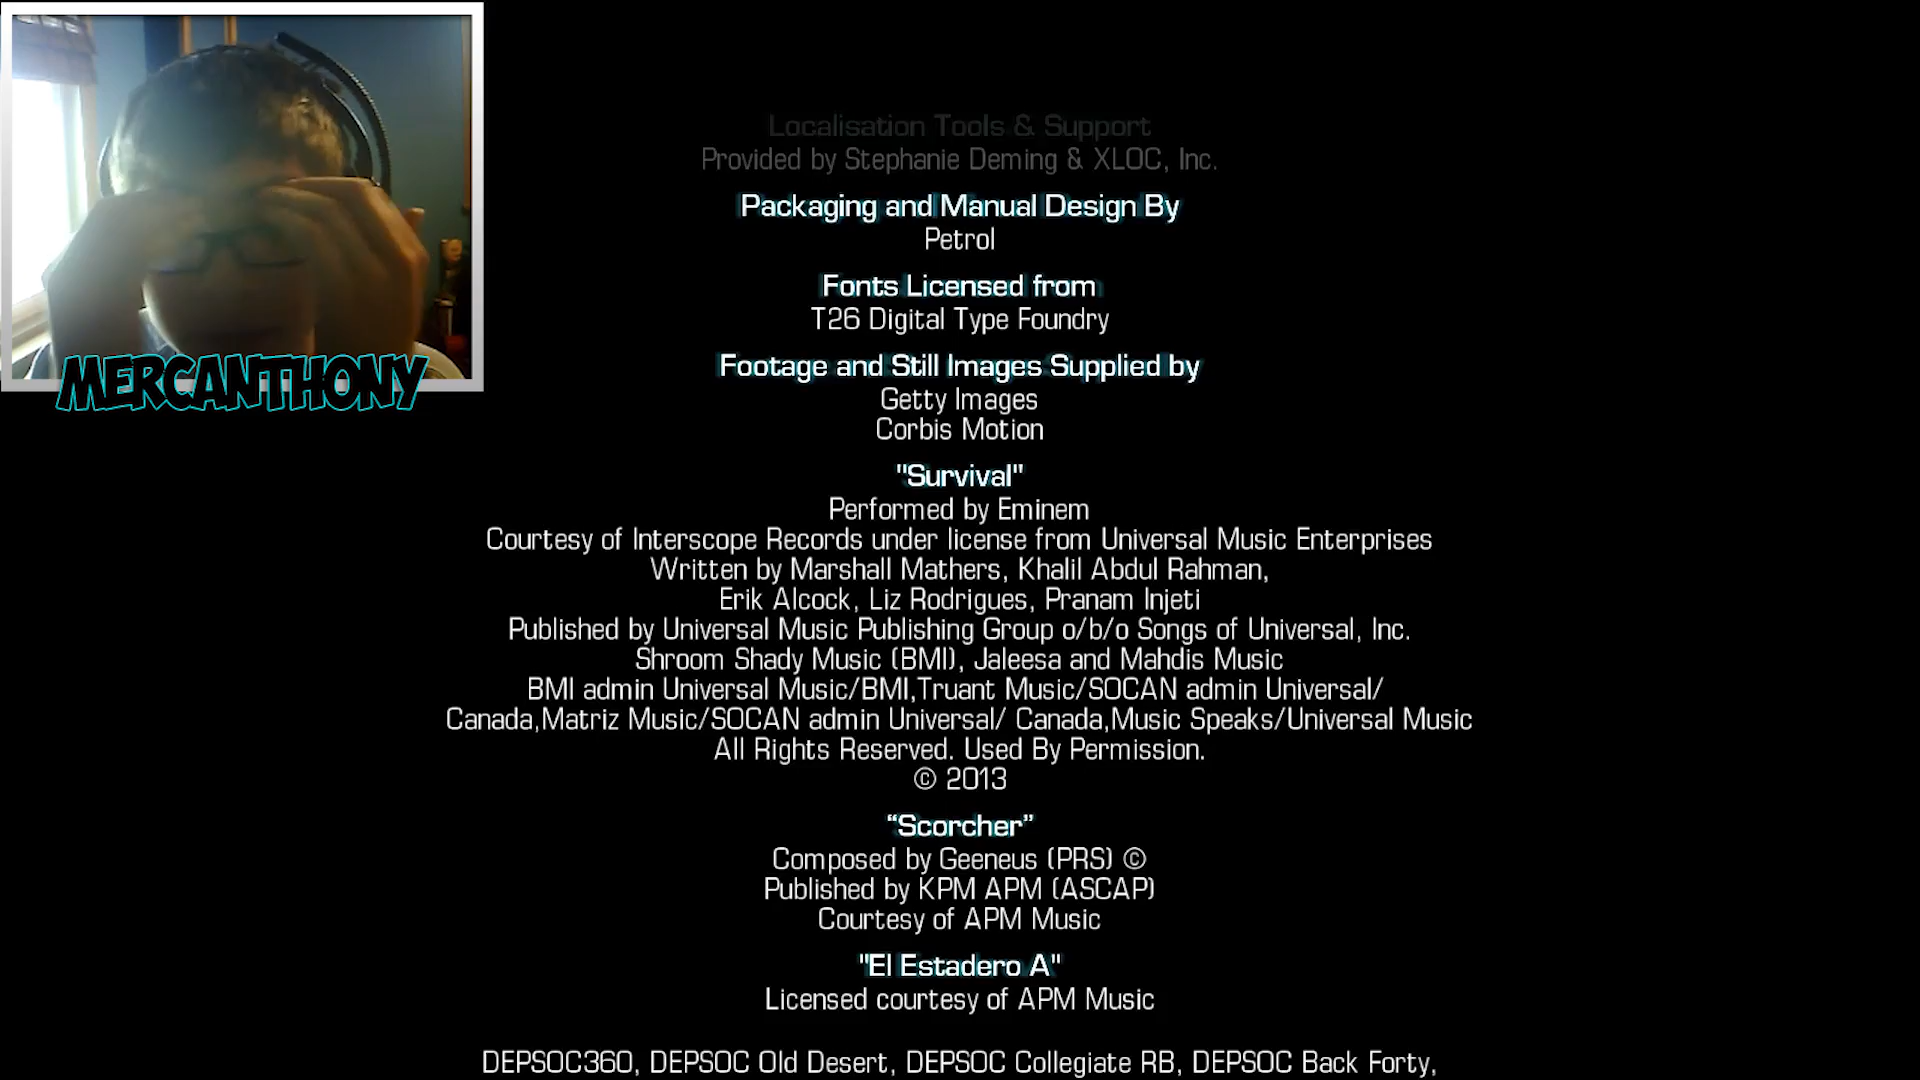 Localisation Tools & Support
Provided by Stephanie Deming & XLOC, Inc.
Packaging and Manual Design By
Petrol
Fonts Licensed from
T26 Digital Type Foundry
Footage and Still Images Supplied by
Getty Images
Corbis Motion
"Survival"
Performed by Eminem
Courtesy of Interscope Records under license from Universal Music Enterprises
Written by Marshall Mathers, Khalil Abdul Rahman,
Erik Alcock, Liz Rodrigues, Pranam Injeti
Published by Universal Music Publishing Group o/b/o Songs of Universal, Inc.
Shroom Shady Music (BMI), Jaleesa and Mahdis Music
BMI admin Universal Music/BMI,Truant Music/SOCAN admin Universal/
Canada,Matriz Music/SOCAN admin Universal/ Canada,Music Speaks/Universal Music
All Rights Reserved. Used By Permission.
© 2013
“Scorcher”
Composed by Geeneus (PRS) ©
Published by KPM APM (ASCAP)
Courtesy of APM Music
"El Estadero A"
Licensed courtesy of APM Music
DEPSOC360, DEPSOC Old Desert, DEPSOC Collegiate RB, DEPSOC Back Forty,
MERCANTHONY